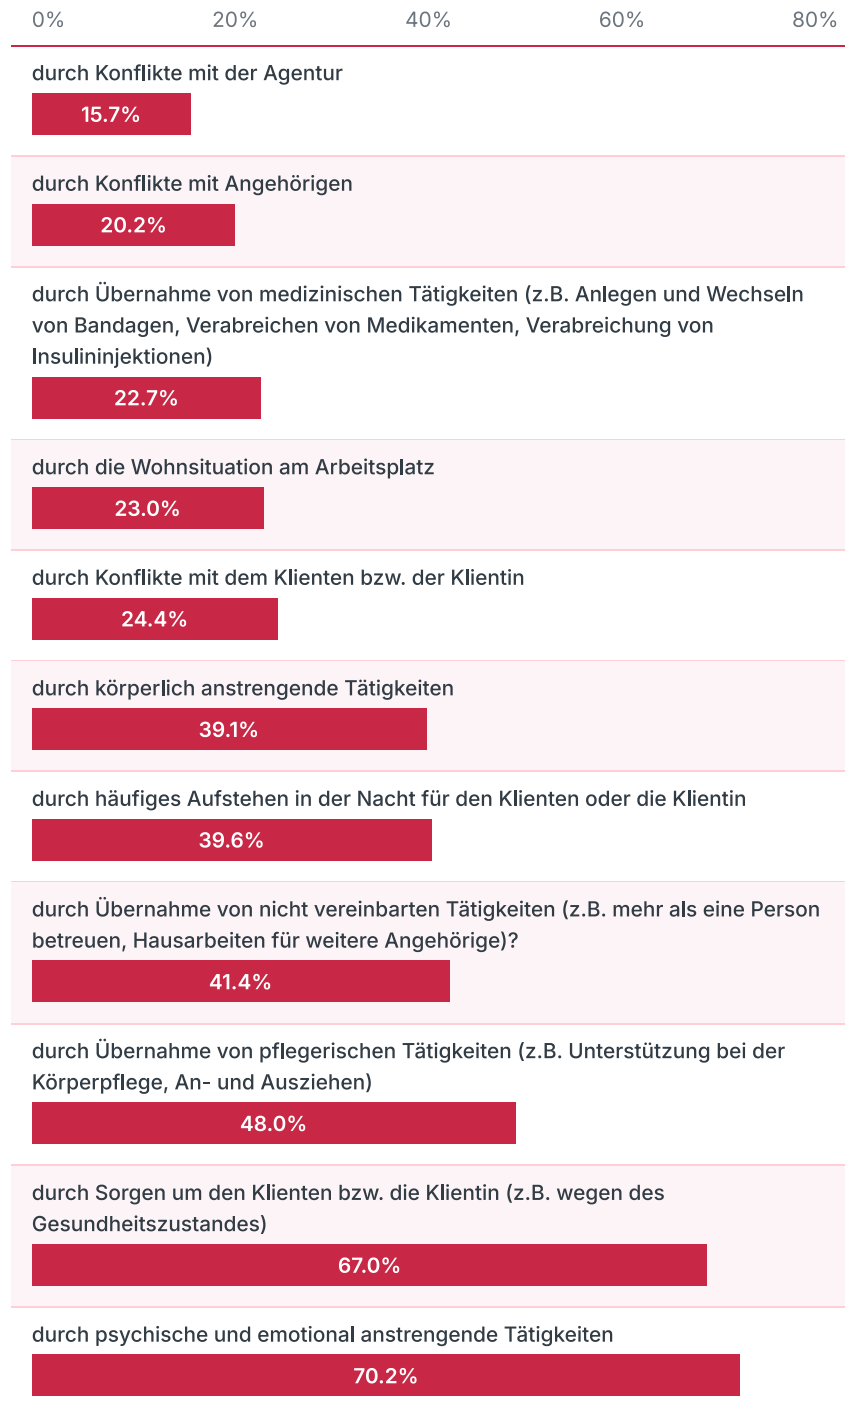 0% 20% 40% 60% 80%
durch Konflikte mit der Agentur
15.7%
durch Konflikte mit Angehörigen
20.2%
durch Übernahme von medizinischen Tätigkeiten (z.B. Anlegen und Wechseln
von Bandagen, Verabreichen von Medikamenten, Verabreichung von
Insulininjektionen)
22.7%
durch die Wohnsituation am Arbeitsplatz
23.0%
durch Konflikte mit dem Klienten bzw. der Klientin
24.4%
durch körperlich anstrengende Tätigkeiten
39.1%
durch häufiges Aufstehen in der Nacht für den Klienten oder die Klientin
39.6%
durch Übernahme von nicht vereinbarten Tätigkeiten (z.B. mehr als eine Person
betreuen, Hausarbeiten für weitere Angehörige)?
41.4%
durch Übernahme von pflegerischen Tätigkeiten (z.B. Unterstützung bei der
Körperpflege, An- und Ausziehen)
48.0%
durch Sorgen um den Klienten bzw. die Klientin (z.B. wegen des
Gesundheitszustandes)
67.0%
durch psychische und emotional anstrengende Tätigkeiten
70.2%